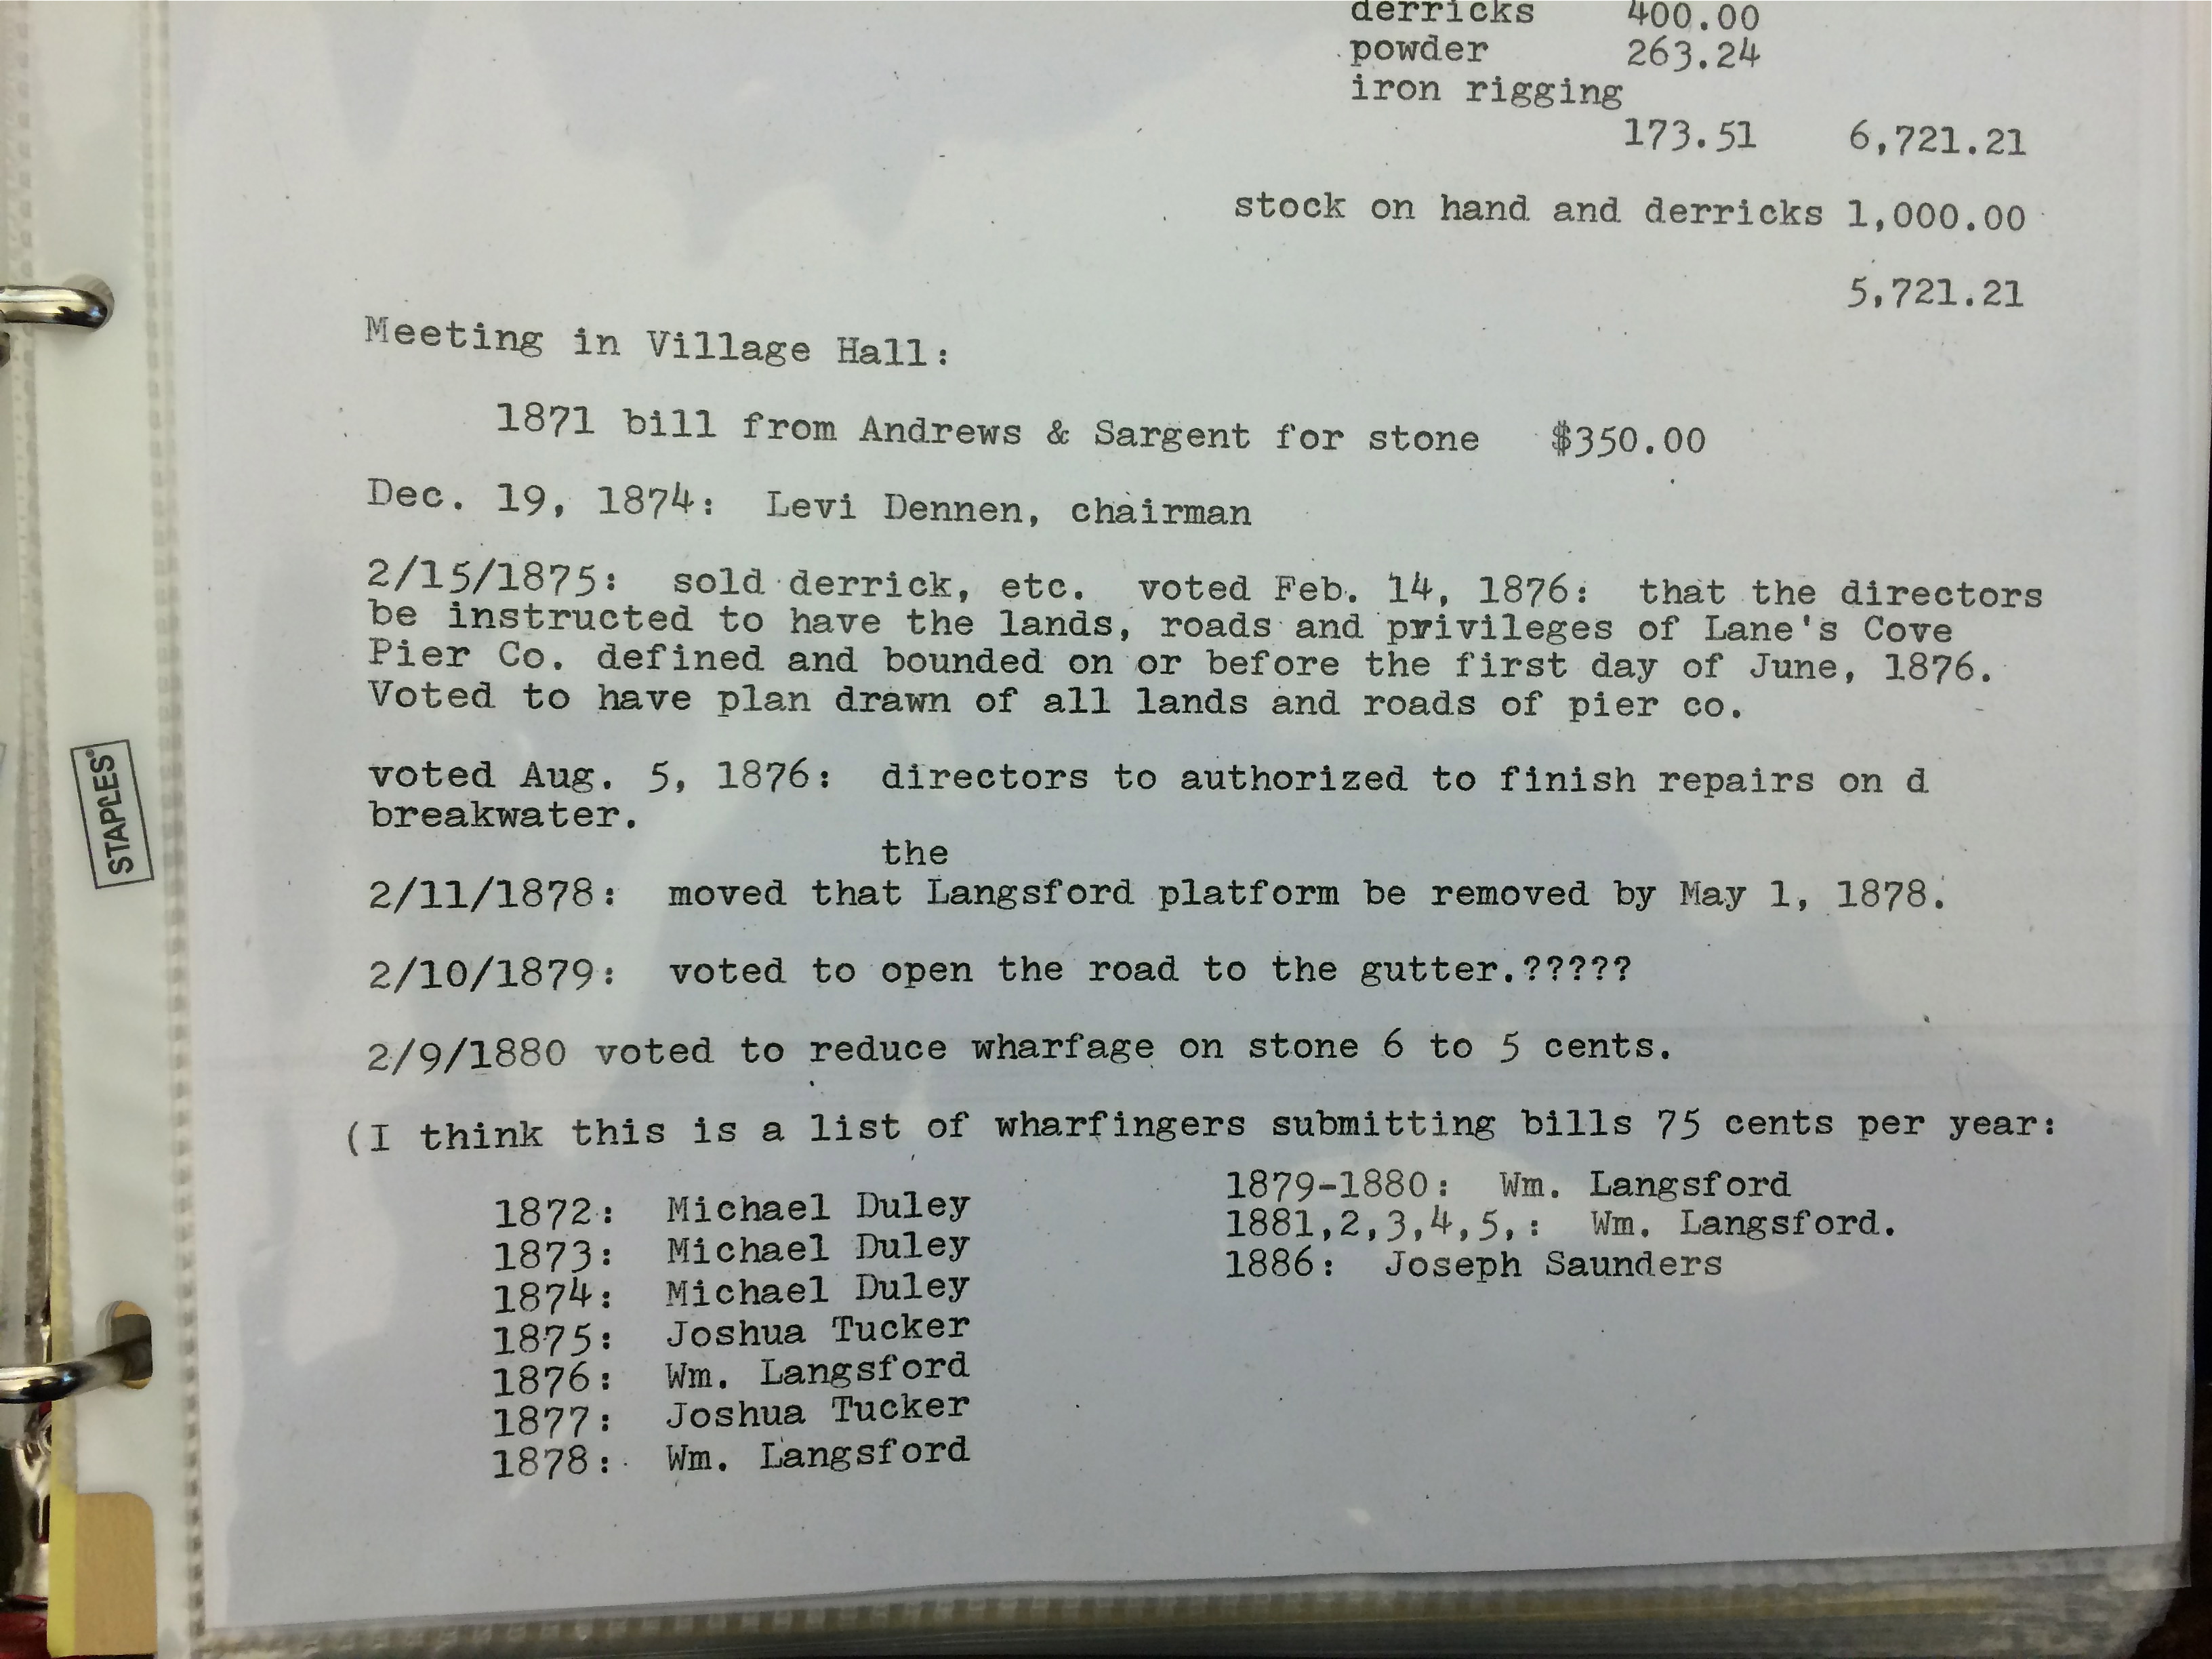 derricks 400.00
powder 263.24
iron rigging
173.51 6,721.21
stock on hand and derricks 1,000.00
5,721.21
Meeting in Village Hall:
1871 bill from Andrews & Sargent for stone $350.00
Dec. 19, 1874: Levi Dennen, chairman
2/15/1875: sold derrick, etc. voted Feb. 14, 1876: that the directors
be instructed to have the lands, roads and privileges of Lane's Cove
Pier Co. defined and bounded on or before the first day of June, 1876.
Voted to have plan drawn of all lands and roads of pier co.
voted Aug. 5, 1876: directors to authorized to finish repairs on d
breakwater.
the
2/11/1878: moved that Langsford platform be removed by May 1, 1878.
2/10/1879: voted to open the road to the gutter.?????
2/9/1880 voted to reduce wharfage on stone 6 to 5 cents.
(I think this is a list of wharfingers submitting bills 75 cents per year:
1872: Michael Duley
1873: Michael Duley
1874: Michael Duley
1875: Joshua Tucker
1876: Wm. Langsford
1877: Joshua Tucker
1878: Wm. Langsford
1879-1880: Wm. Langsford
1881,2,3,4,5,: Wm. Langsford.
1886: Joseph Saunders
STAPLES